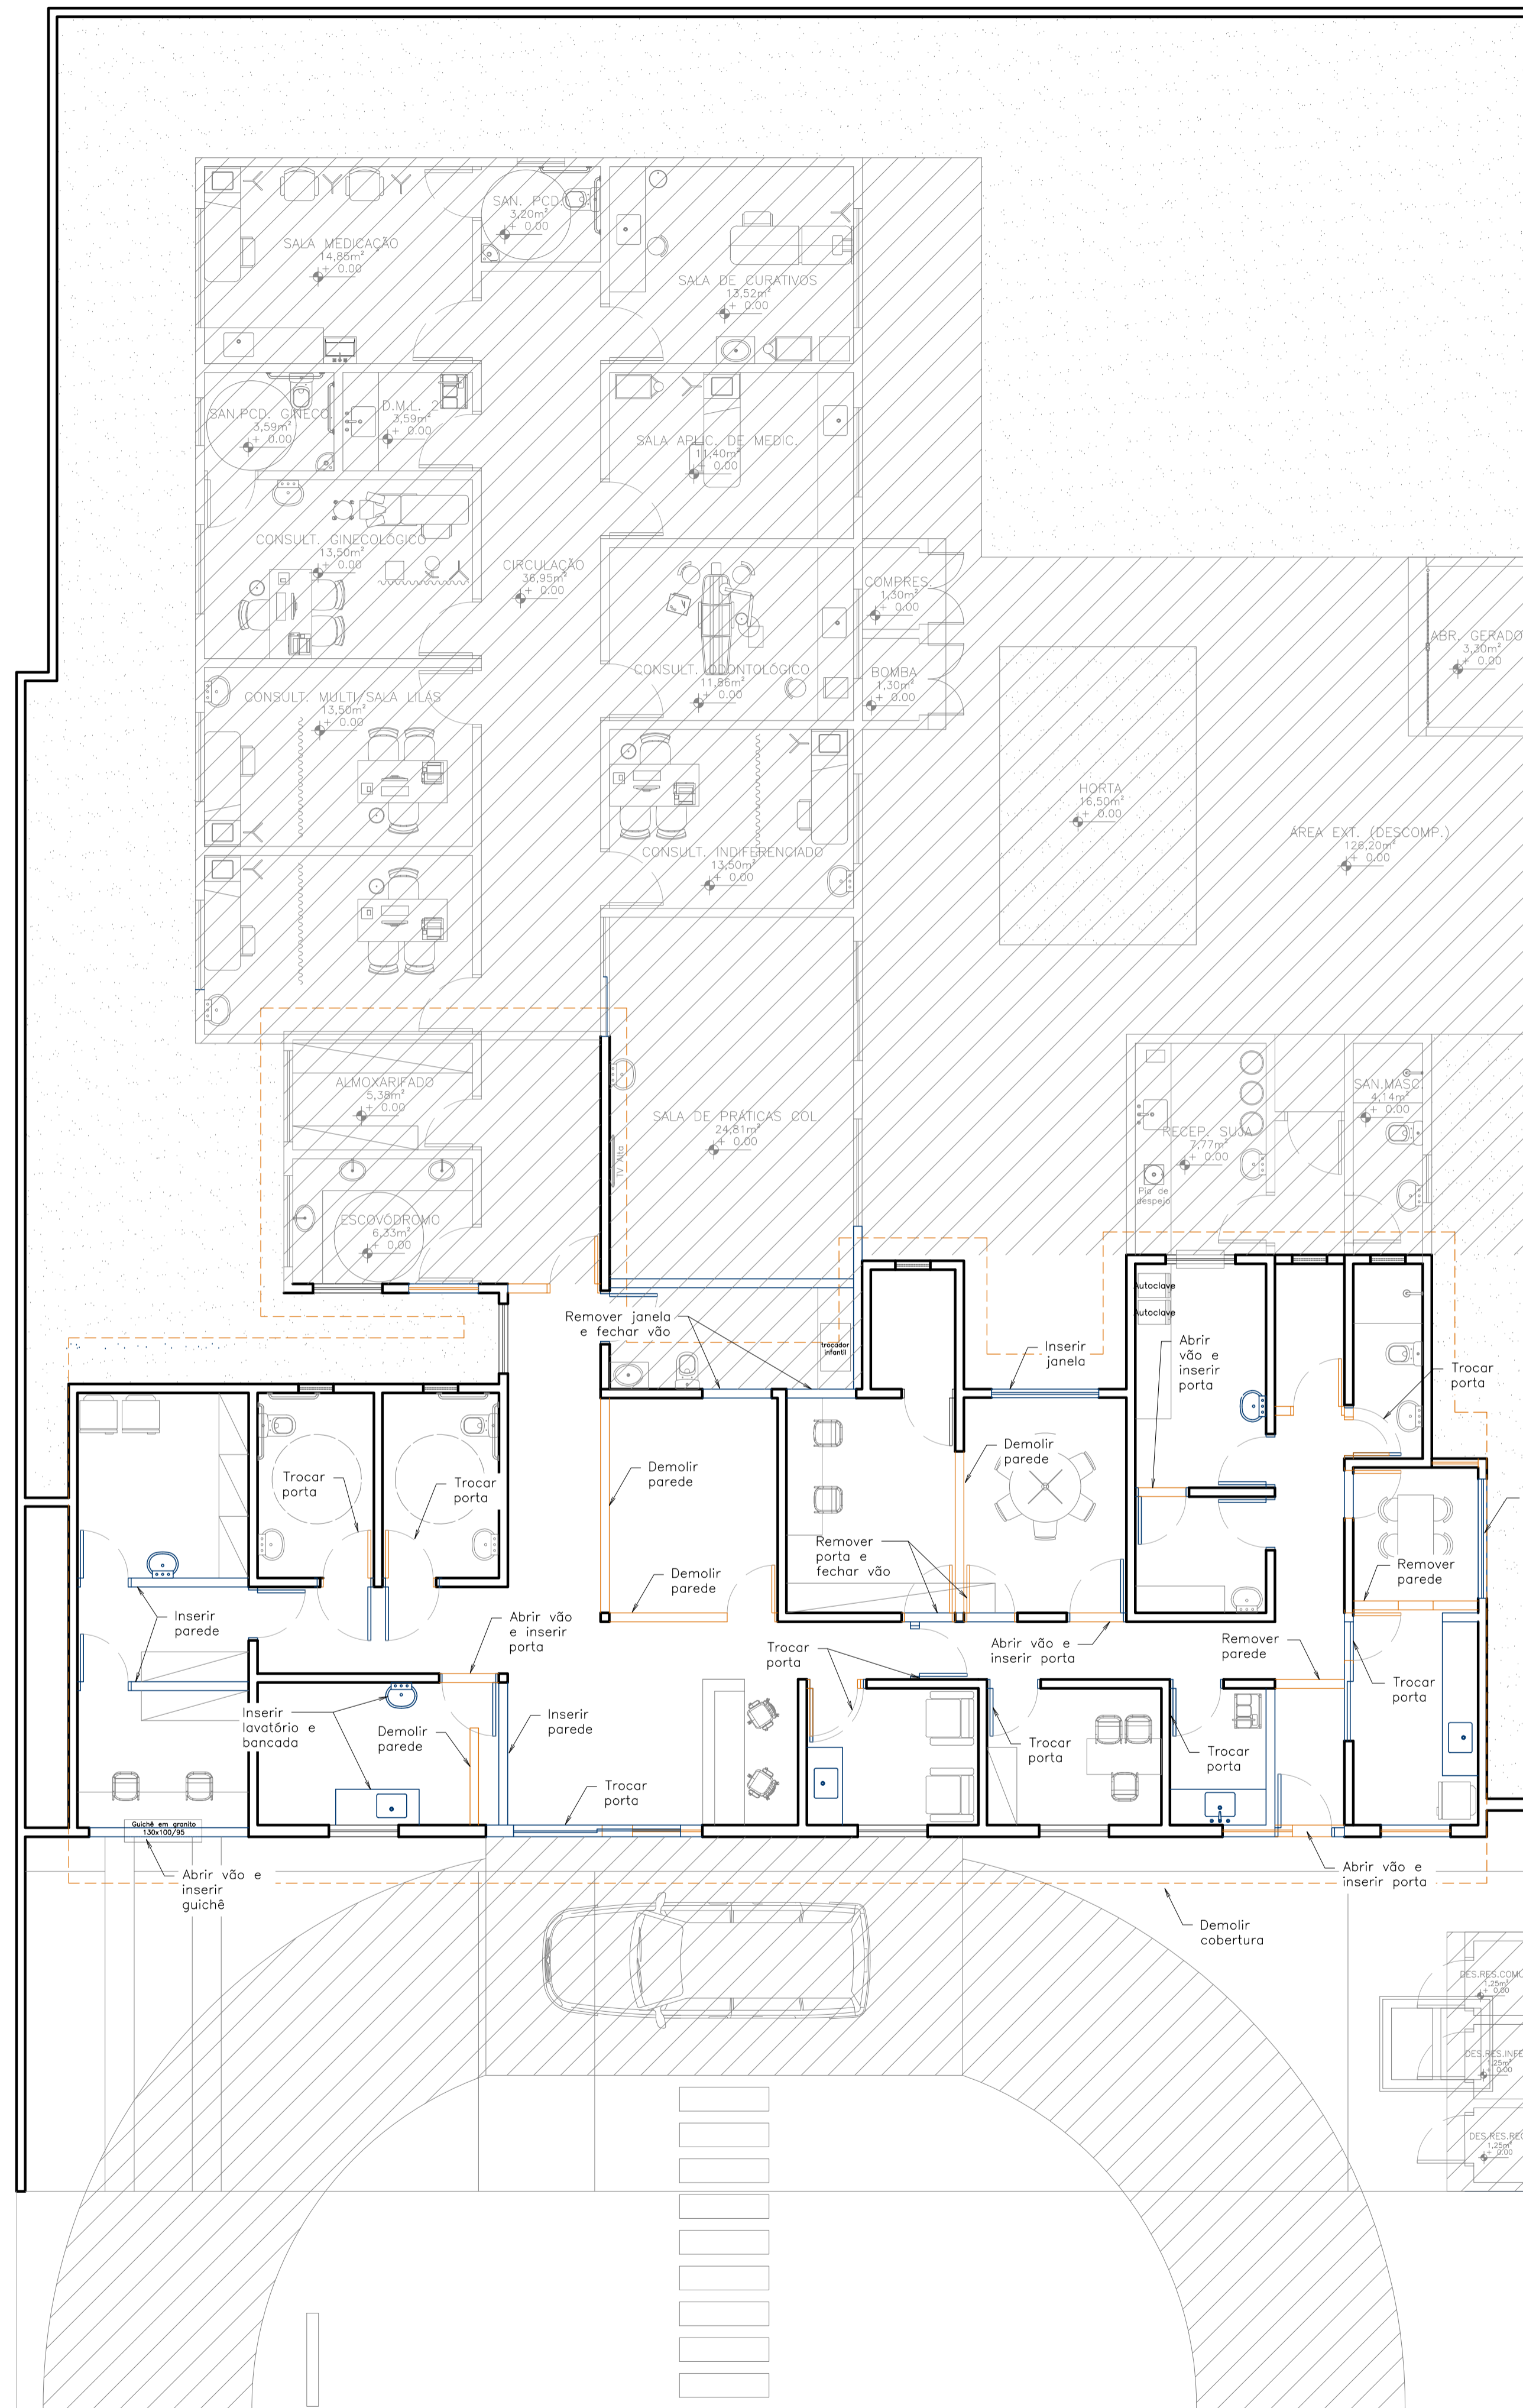 SALA MEDICAÇÃO
14,85m²
+ 0.00
SAN. PCD.
3,20m²
+ 0.00
SALA DE CURATIVOS
13,52m²
+ 0.00
SAN.PCD. GINECO.
3,59m²
+ 0.00
D.M.L. 2
3,59m²
+ 0.00
SALA APLIC. DE MEDIC.
11,40m²
+ 0.00
CONSULT. GINECOLÓGICO
13,50m²
+ 0.00
CIRCULAÇÃO
36,95m²
+ 0.00
COMPRES.
1,30m²
+ 0.00
CONSULT. ODONTOLÓGICO
11,86m²
+ 0.00
BOMBA
1,30m²
+ 0.00
ABR. GERADO
3,30m²
+ 0.00
CONSULT. MULTI/SALA LILÁS
13,50m²
+ 0.00
HORTA
16,50m²
+ 0.00
ÁREA EXT. (DESCOMP.)
126,20m²
+ 0.00
CONSULT. INDIFERENCIADO
13,50m²
+ 0.00
ALMOXARIFADO
5,38m²
+ 0.00
SALA DE PRÁTICAS COL.
24,81m²
+ 0.00
TV Alta
RECEP. SUJA
7,77m²
+ 0.00
Pia de
despejo
SAN.MASC.
4,14m²
+ 0.00
ESCOVÓDROMO
6,33m²
+ 0.00
Autoclave
Autoclave
Remover janela
e fechar vão
trocador
infantil
Inserir
janela
Abrir
vão e
inserir
porta
Trocar
porta
Trocar
porta
Trocar
porta
Demolir
parede
Demolir
parede
Demolir
parede
Remover
porta e
fechar vão
Remover
parede
Inserir
parede
Abrir vão
e inserir
porta
Trocar
porta
Abrir vão e
inserir porta
Remover
parede
Trocar
porta
Inserir
lavatório e
bancada
Demolir
parede
Inserir
parede
Trocar
porta
Trocar
porta
Trocar
porta
Guichê em granito
130x100/95
Abrir vão e
inserir
guichê
Abrir vão e
inserir porta
Demolir
cobertura
DES.RES.COMU
1,25m²
+ 0.00
DES.RES.INFE
1,25m²
+ 0.00
DES.RES.REC
1,25m²
+ 0.00